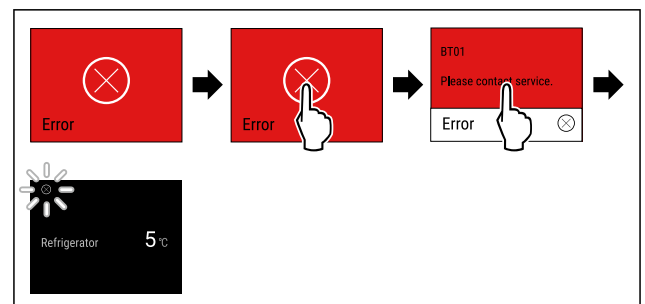 Error
Error
BT01
Please contact service.
Error
Refrigerator 5 °C